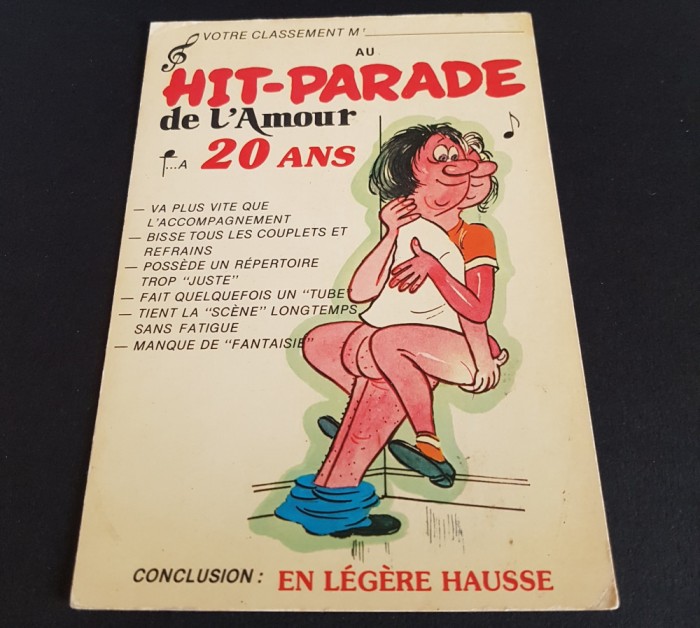 VOTRE CLASSEMENT Mʳ
AU
HIT-PARADE
de L'Amour
...A 20 ANS
— VA PLUS VITE QUE
L'ACCOMPAGNEMENT
— BISSE TOUS LES COUPLETS ET
REFRAINS
— POSSÈDE UN RÉPERTOIRE
TROP "JUSTE"
— FAIT QUELQUEFOIS UN "TUBE"
— TIENT LA "SCÈNE" LONGTEMPS
SANS FATIGUE
— MANQUE DE "FANTAISIE"
CONCLUSION : EN LÉGÈRE HAUSSE